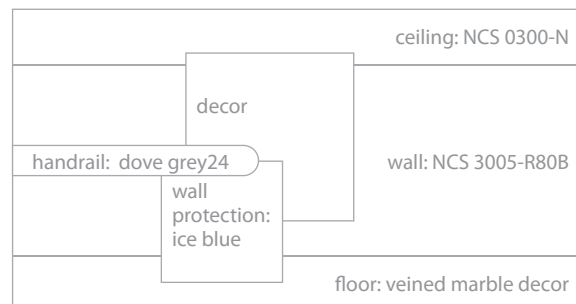 ceiling: NCS 0300-N
decor
handrail: dove grey24
wall: NCS 3005-R80B
wall
protection:
ice blue
floor: veined marble decor